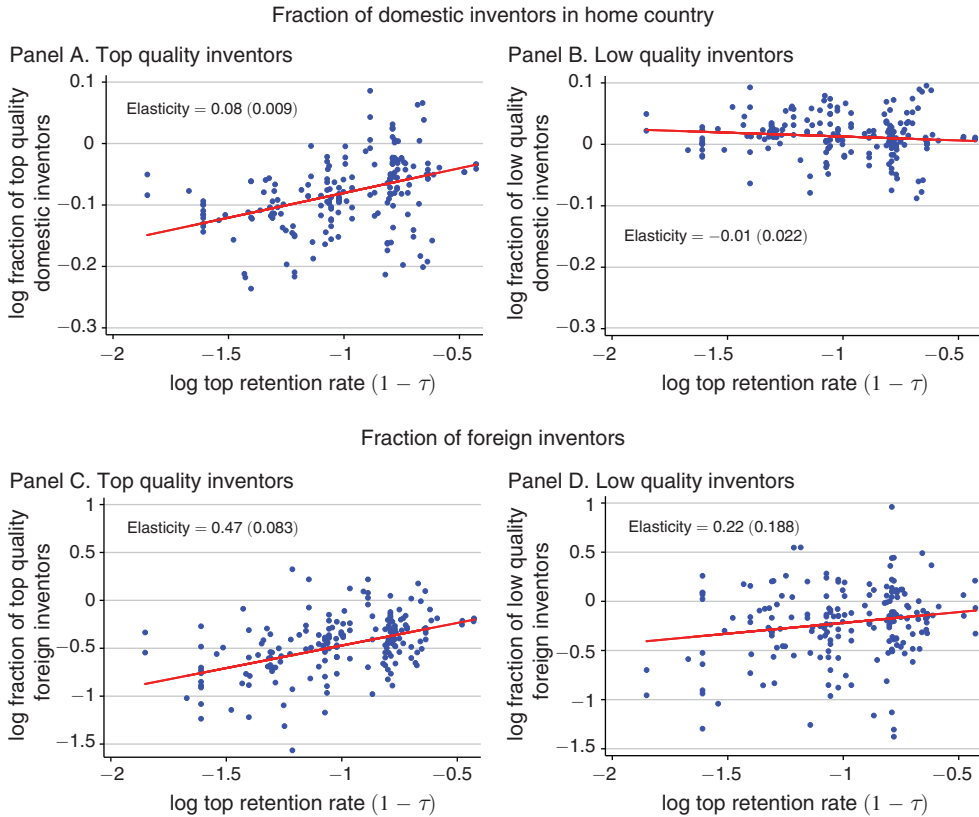 Fraction of domestic inventors in home country
Panel A. Top quality inventors
Panel B. Low quality inventors
0.1
0
−0.1
−0.2
−0.3
log fraction of top quality
domestic inventors
Elasticity = 0.08 (0.009)
−2
−1.5
−1
−0.5
log top retention rate (1 − τ)
0.1
0
−0.1
−0.2
−0.3
log fraction of low quality
domestic inventors
Elasticity = −0.01 (0.022)
−2
−1.5
−1
−0.5
log top retention rate (1 − τ)
Fraction of foreign inventors
Panel C. Top quality inventors
Panel D. Low quality inventors
1
0.5
0
−0.5
−1
−1.5
log fraction of top quality
foreign inventors
Elasticity = 0.47 (0.083)
−2
−1.5
−1
−0.5
log top retention rate (1 − τ)
1
0.5
0
−0.5
−1
−1.5
log fraction of low quality
foreign inventors
Elasticity = 0.22 (0.188)
−2
−1.5
−1
−0.5
log top retention rate (1 − τ)